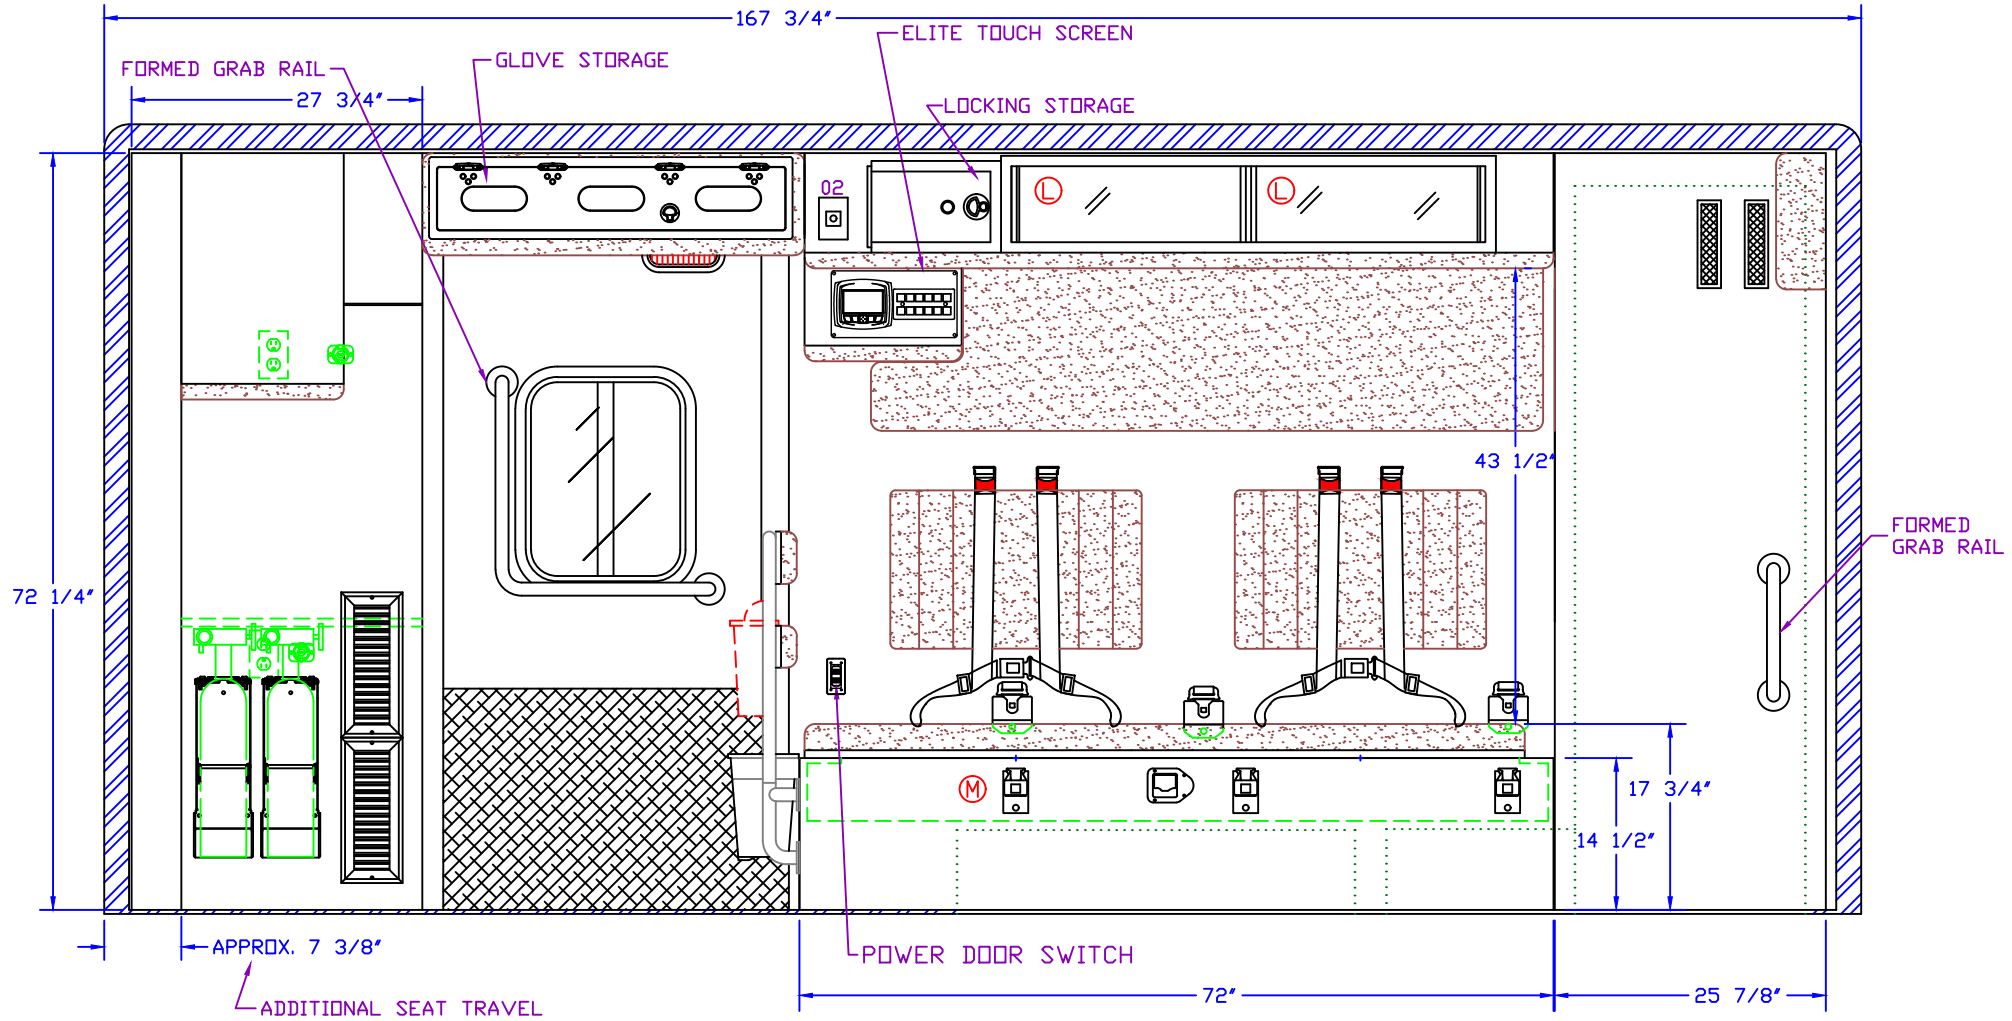 167 3/4"
ELITE TOUCH SCREEN
GLOVE STORAGE
FORMED GRAB RAIL
27 3/4"
LOCKING STORAGE
O2
L
L
43 1/2"
FORMED
GRAB RAIL
72 1/4"
M
17 3/4"
14 1/2"
APPROX. 7 3/8"
POWER DOOR SWITCH
72"
25 7/8"
ADDITIONAL SEAT TRAVEL